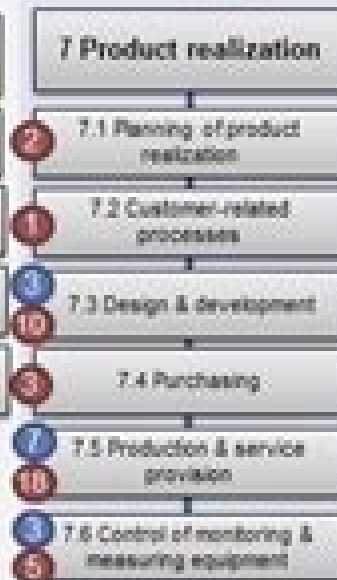 7 Product realization
2
7.1 Planning of product
realization
1
7.2 Customer-related
processes
3
10
7.3 Design & development
3
7.4 Purchasing
7
18
7.5 Production & service
provision
3
5
7.6 Control of monitoring &
measuring equipment